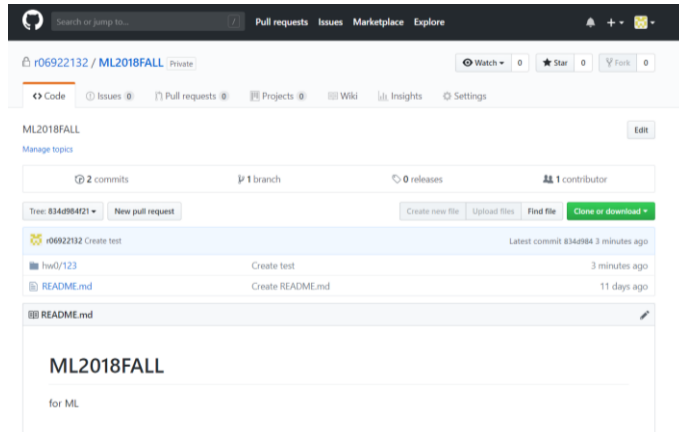 Search or jump to... / Pull requests Issues Marketplace Explore
r06922132 / ML2018FALL Private Watch 0 Star 0 Fork 0
Code Issues 0 Pull requests 0 Projects 0 Wiki Insights Settings
ML2018FALL Edit
Manage topics
2 commits 1 branch 0 releases 1 contributor
Tree: 834d984f21 New pull request Create new file Upload files Find file Clone or download
r06922132 Create test Latest commit 834d984 3 minutes ago
hw0/123 Create test 3 minutes ago
README.md Create README.md 11 days ago
README.md
ML2018FALL
for ML